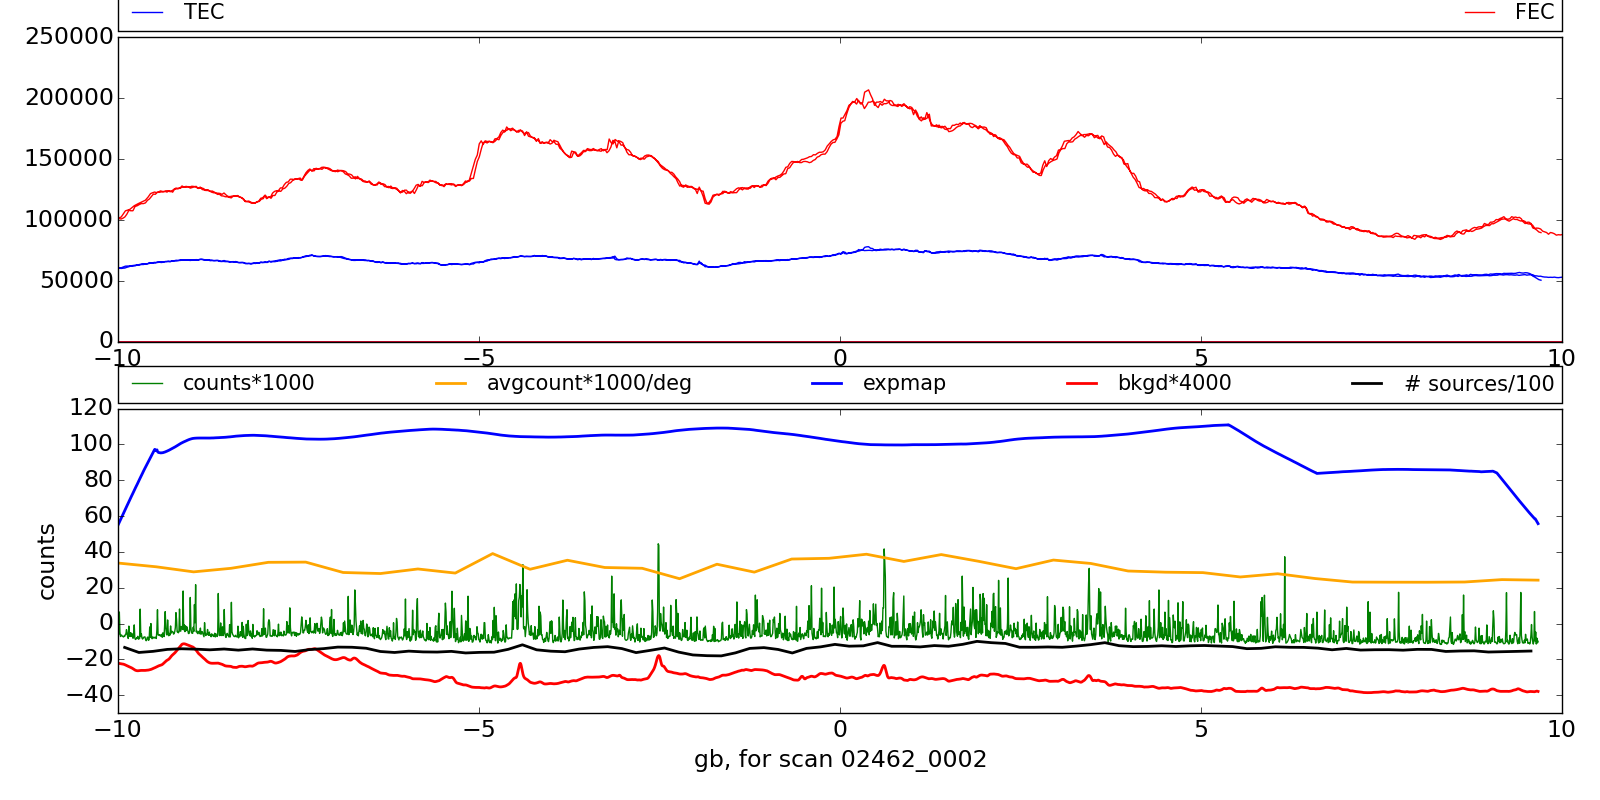 TEC FEC
250000
200000
150000
100000
50000
0
−10 −5 0 5 10
counts*1000 avgcount*1000/deg expmap bkgd*4000 # sources/100
120
100
80
60
40
20
0
−20
−40
counts
−10 −5 0 5 10
gb, for scan 02462_0002